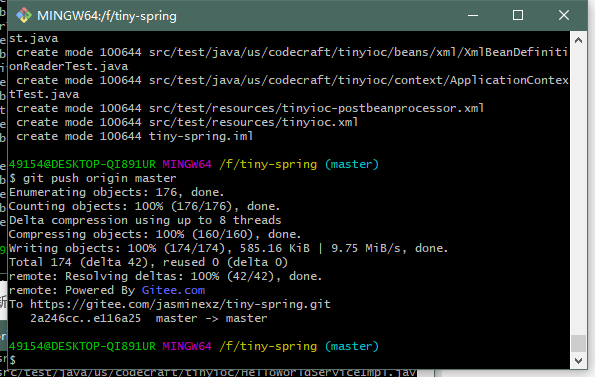 MINGW64:/f/tiny-spring
st.java
 create mode 100644 src/test/java/us/codecraft/tinyioc/beans/xml/XmlBeanDefiniti
onReaderTest.java
 create mode 100644 src/test/java/us/codecraft/tinyioc/context/ApplicationContex
tTest.java
 create mode 100644 src/test/resources/tinyioc-postbeanprocessor.xml
 create mode 100644 src/test/resources/tinyioc.xml
 create mode 100644 tiny-spring.iml
49154@DESKTOP-QI891UR MINGW64 /f/tiny-spring (master)
$ git push origin master
Enumerating objects: 176, done.
Counting objects: 100% (176/176), done.
Delta compression using up to 8 threads
Compressing objects: 100% (160/160), done.
Writing objects: 100% (174/174), 585.16 KiB | 9.75 MiB/s, done.
Total 174 (delta 42), reused 0 (delta 0)
remote: Resolving deltas: 100% (42/42), done.
remote: Powered By Gitee.com
To https://gitee.com/jasminexz/tiny-spring.git
   2a246cc..e116a25  master -> master
49154@DESKTOP-QI891UR MINGW64 /f/tiny-spring (master)
$
src/test/java/us/codecraft/tinyioc/HelloWorldServiceImpl.jav